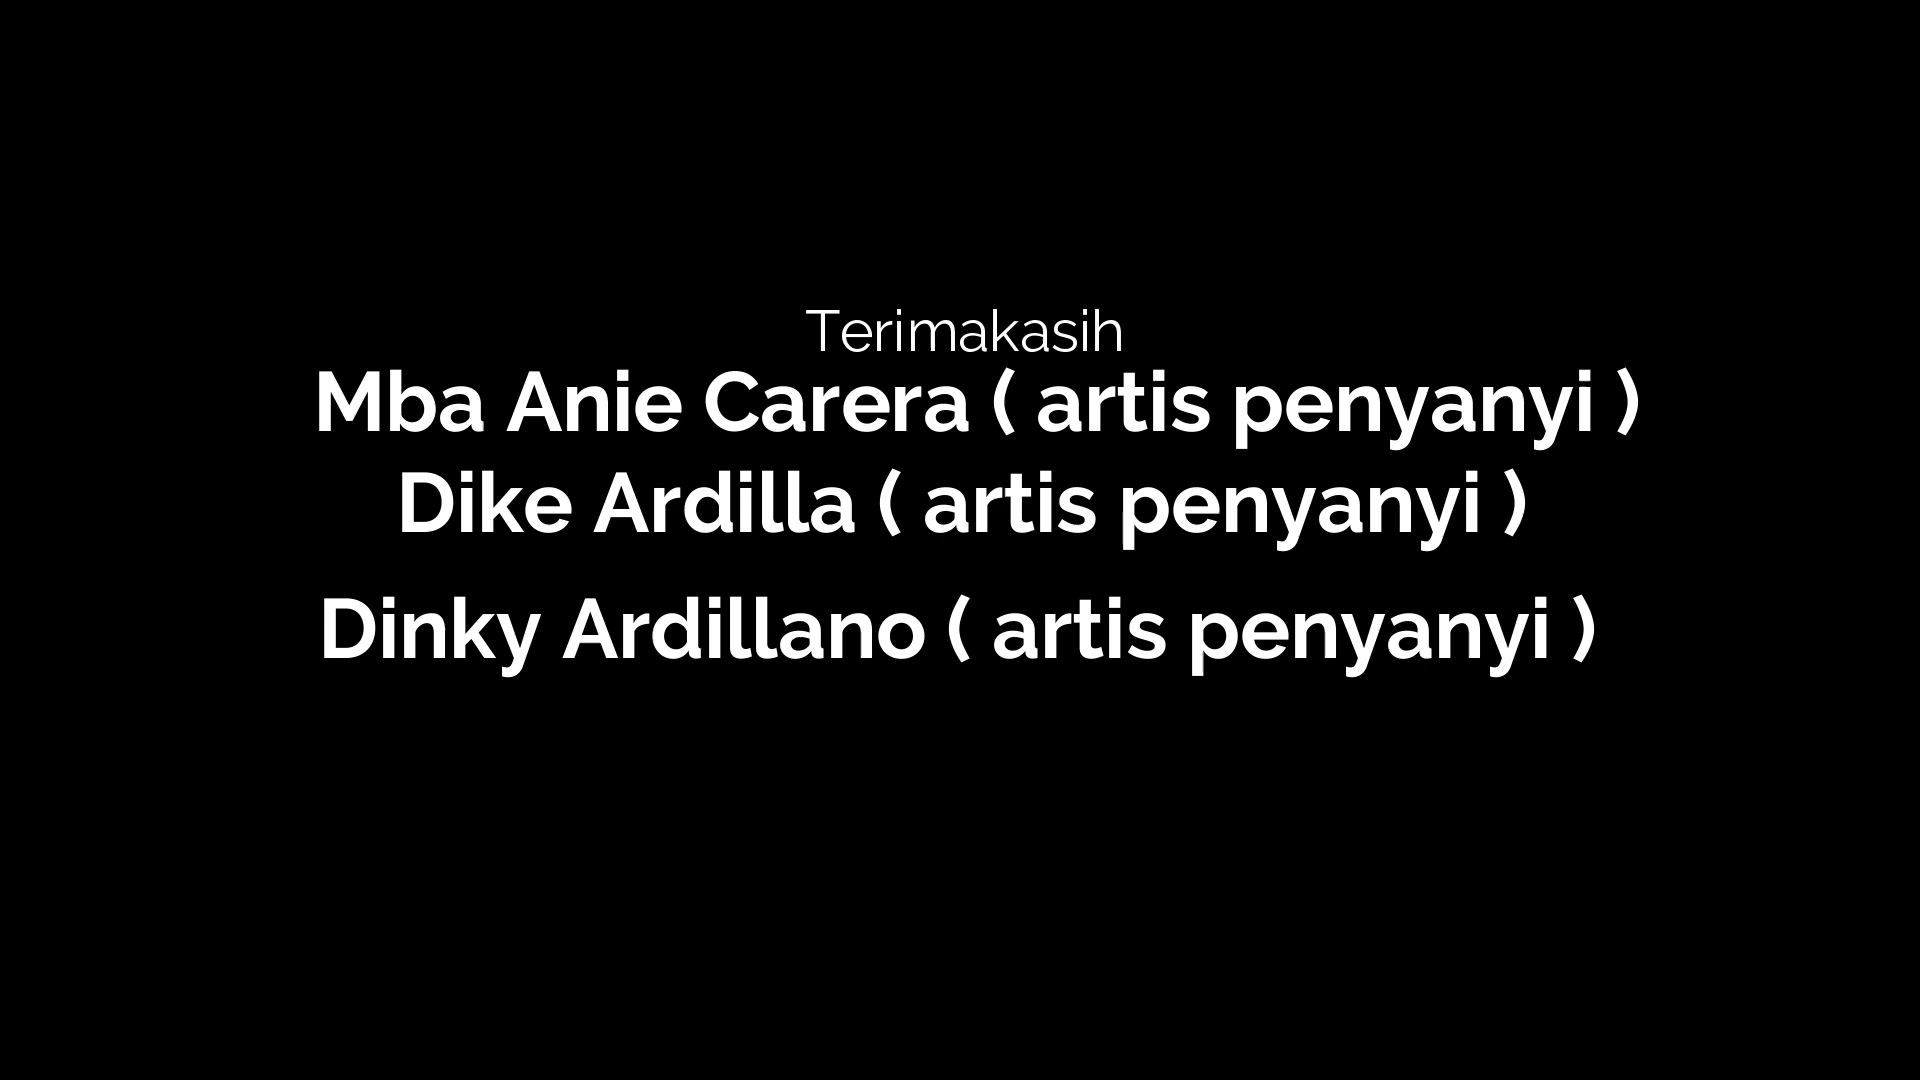 Terimakasih
Mba Anie Carera ( artis penyanyi )
Dike Ardilla ( artis penyanyi )
Dinky Ardillano ( artis penyanyi )